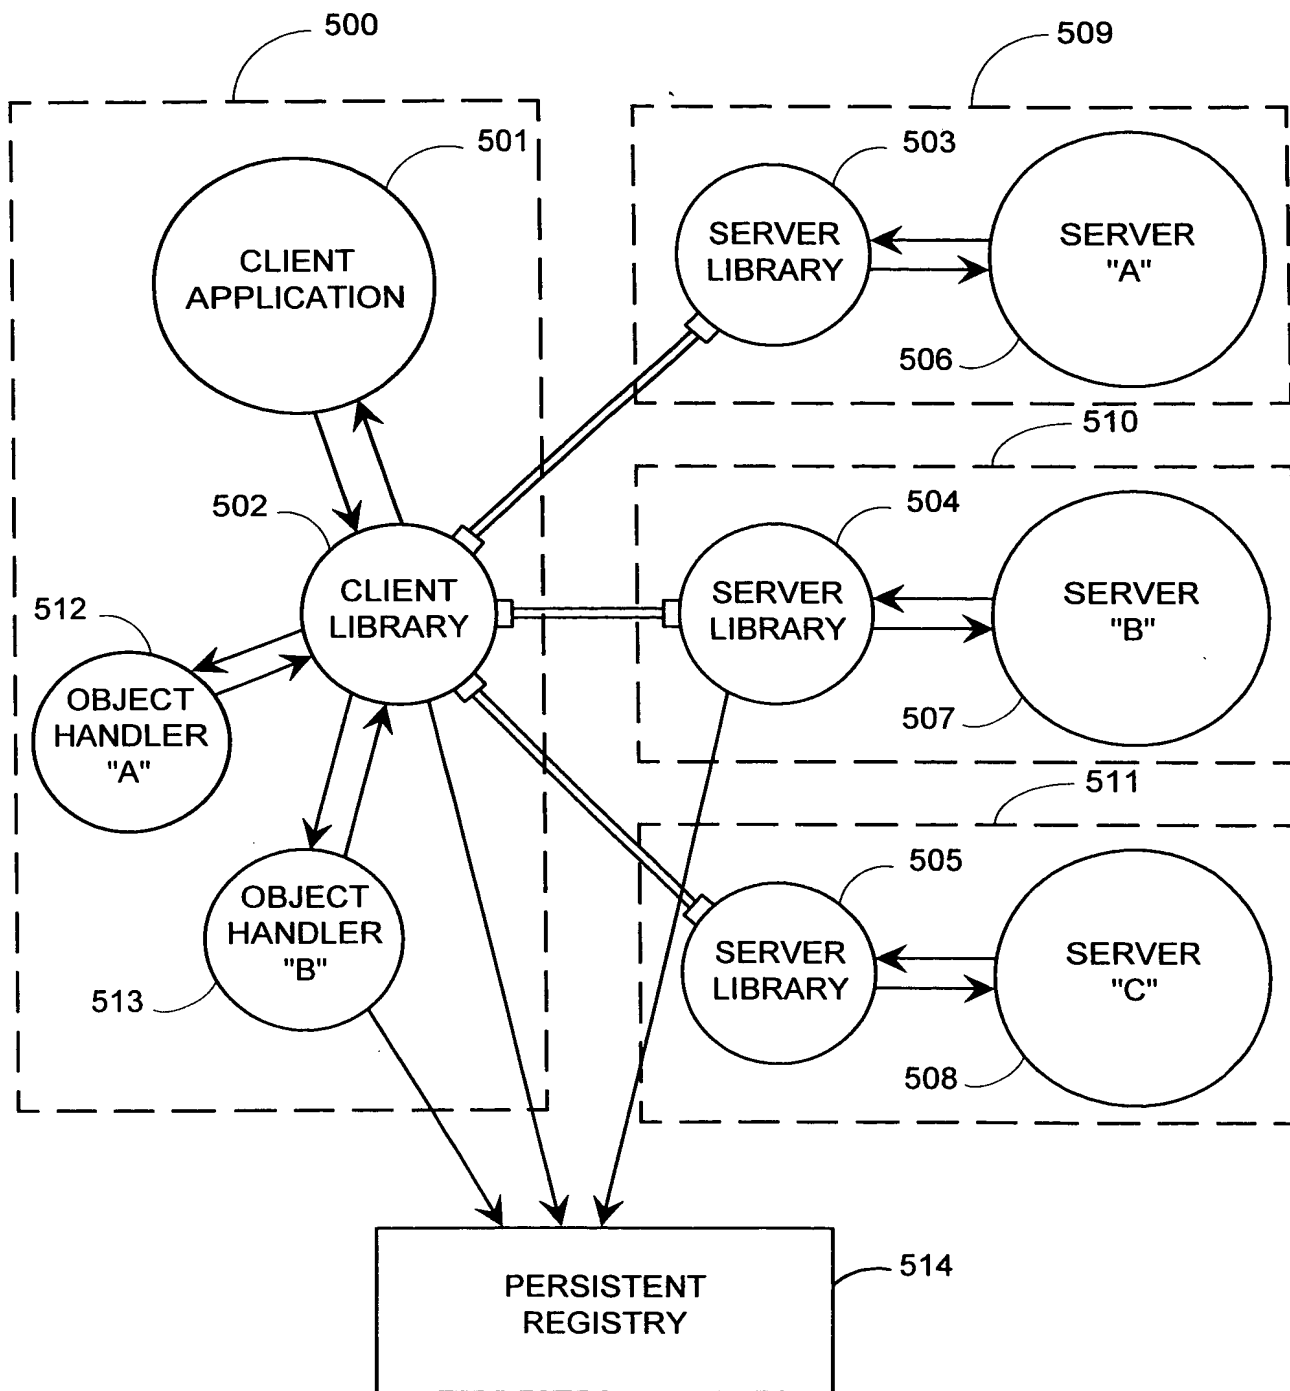 500
509
501
CLIENT
APPLICATION
503
SERVER
LIBRARY
SERVER
"A"
506
510
502
CLIENT
LIBRARY
504
SERVER
LIBRARY
SERVER
"B"
507
512
OBJECT
HANDLER
"A"
511
OBJECT
HANDLER
"B"
513
505
SERVER
LIBRARY
SERVER
"C"
508
514
PERSISTENT
REGISTRY